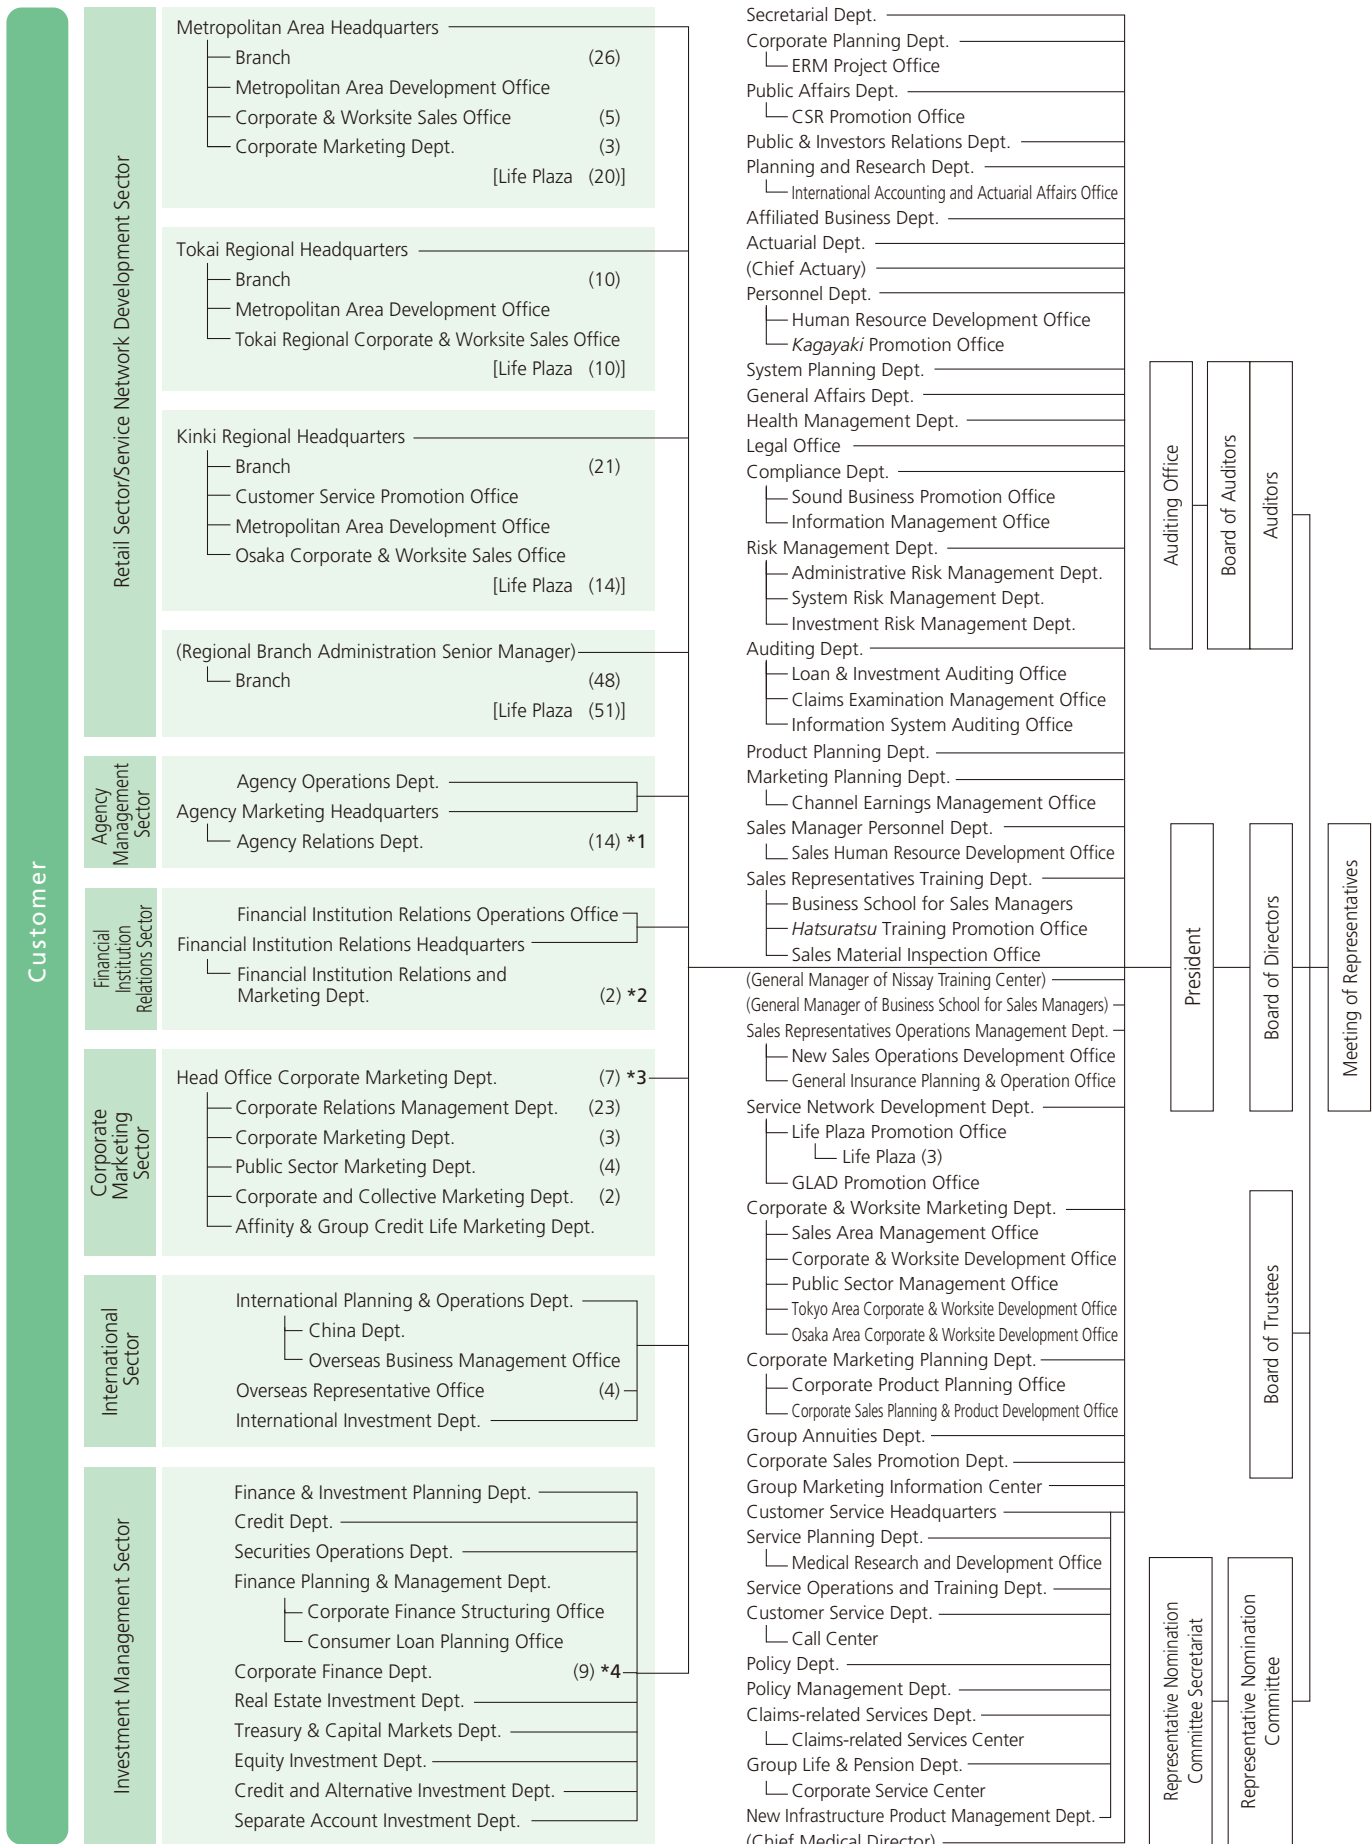 Customer
Retail Sector/Service Network Development Sector
Metropolitan Area Headquarters
Branch (26)
Metropolitan Area Development Office
Corporate & Worksite Sales Office (5)
Corporate Marketing Dept. (3)
[Life Plaza (20)]
Tokai Regional Headquarters
Branch (10)
Metropolitan Area Development Office
Tokai Regional Corporate & Worksite Sales Office
[Life Plaza (10)]
Kinki Regional Headquarters
Branch (21)
Customer Service Promotion Office
Metropolitan Area Development Office
Osaka Corporate & Worksite Sales Office
[Life Plaza (14)]
(Regional Branch Administration Senior Manager)
Branch (48)
[Life Plaza (51)]
Agency
Management
Sector
Agency Operations Dept.
Agency Marketing Headquarters
Agency Relations Dept. (14) *1
Financial
Institution
Relations Sector
Financial Institution Relations Operations Office
Financial Institution Relations Headquarters
Financial Institution Relations and
Marketing Dept. (2) *2
Corporate
Marketing
Sector
Head Office Corporate Marketing Dept. (7) *3
Corporate Relations Management Dept. (23)
Corporate Marketing Dept. (3)
Public Sector Marketing Dept. (4)
Corporate and Collective Marketing Dept. (2)
Affinity & Group Credit Life Marketing Dept.
International
Sector
International Planning & Operations Dept.
China Dept.
Overseas Business Management Office
Overseas Representative Office (4)
International Investment Dept.
Investment Management Sector
Finance & Investment Planning Dept.
Credit Dept.
Securities Operations Dept.
Finance Planning & Management Dept.
Corporate Finance Structuring Office
Consumer Loan Planning Office
Corporate Finance Dept. (9) *4
Real Estate Investment Dept.
Treasury & Capital Markets Dept.
Equity Investment Dept.
Credit and Alternative Investment Dept.
Separate Account Investment Dept.
Secretarial Dept.
Corporate Planning Dept.
ERM Project Office
Public Affairs Dept.
CSR Promotion Office
Public & Investors Relations Dept.
Planning and Research Dept.
International Accounting and Actuarial Affairs Office
Affiliated Business Dept.
Actuarial Dept.
(Chief Actuary)
Personnel Dept.
Human Resource Development Office
Kagayaki Promotion Office
System Planning Dept.
General Affairs Dept.
Health Management Dept.
Legal Office
Compliance Dept.
Sound Business Promotion Office
Information Management Office
Risk Management Dept.
Administrative Risk Management Dept.
System Risk Management Dept.
Investment Risk Management Dept.
Auditing Dept.
Loan & Investment Auditing Office
Claims Examination Management Office
Information System Auditing Office
Product Planning Dept.
Marketing Planning Dept.
Channel Earnings Management Office
Sales Manager Personnel Dept.
Sales Human Resource Development Office
Sales Representatives Training Dept.
Business School for Sales Managers
Hatsuratsu Training Promotion Office
Sales Material Inspection Office
(General Manager of Nissay Training Center)
(General Manager of Business School for Sales Managers)
Sales Representatives Operations Management Dept.
New Sales Operations Development Office
General Insurance Planning & Operation Office
Service Network Development Dept.
Life Plaza Promotion Office
Life Plaza (3)
GLAD Promotion Office
Corporate & Worksite Marketing Dept.
Sales Area Management Office
Corporate & Worksite Development Office
Public Sector Management Office
Tokyo Area Corporate & Worksite Development Office
Osaka Area Corporate & Worksite Development Office
Corporate Marketing Planning Dept.
Corporate Product Planning Office
Corporate Sales Planning & Product Development Office
Group Annuities Dept.
Corporate Sales Promotion Dept.
Group Marketing Information Center
Customer Service Headquarters
Service Planning Dept.
Medical Research and Development Office
Service Operations and Training Dept.
Customer Service Dept.
Call Center
Policy Dept.
Policy Management Dept.
Claims-related Services Dept.
Claims-related Services Center
Group Life & Pension Dept.
Corporate Service Center
New Infrastructure Product Management Dept.
(Chief Medical Director)
Auditing Office
Board of Auditors
Auditors
President
Board of Directors
Meeting of Representatives
Board of Trustees
Representative Nomination
Committee Secretariat
Representative Nomination
Committee